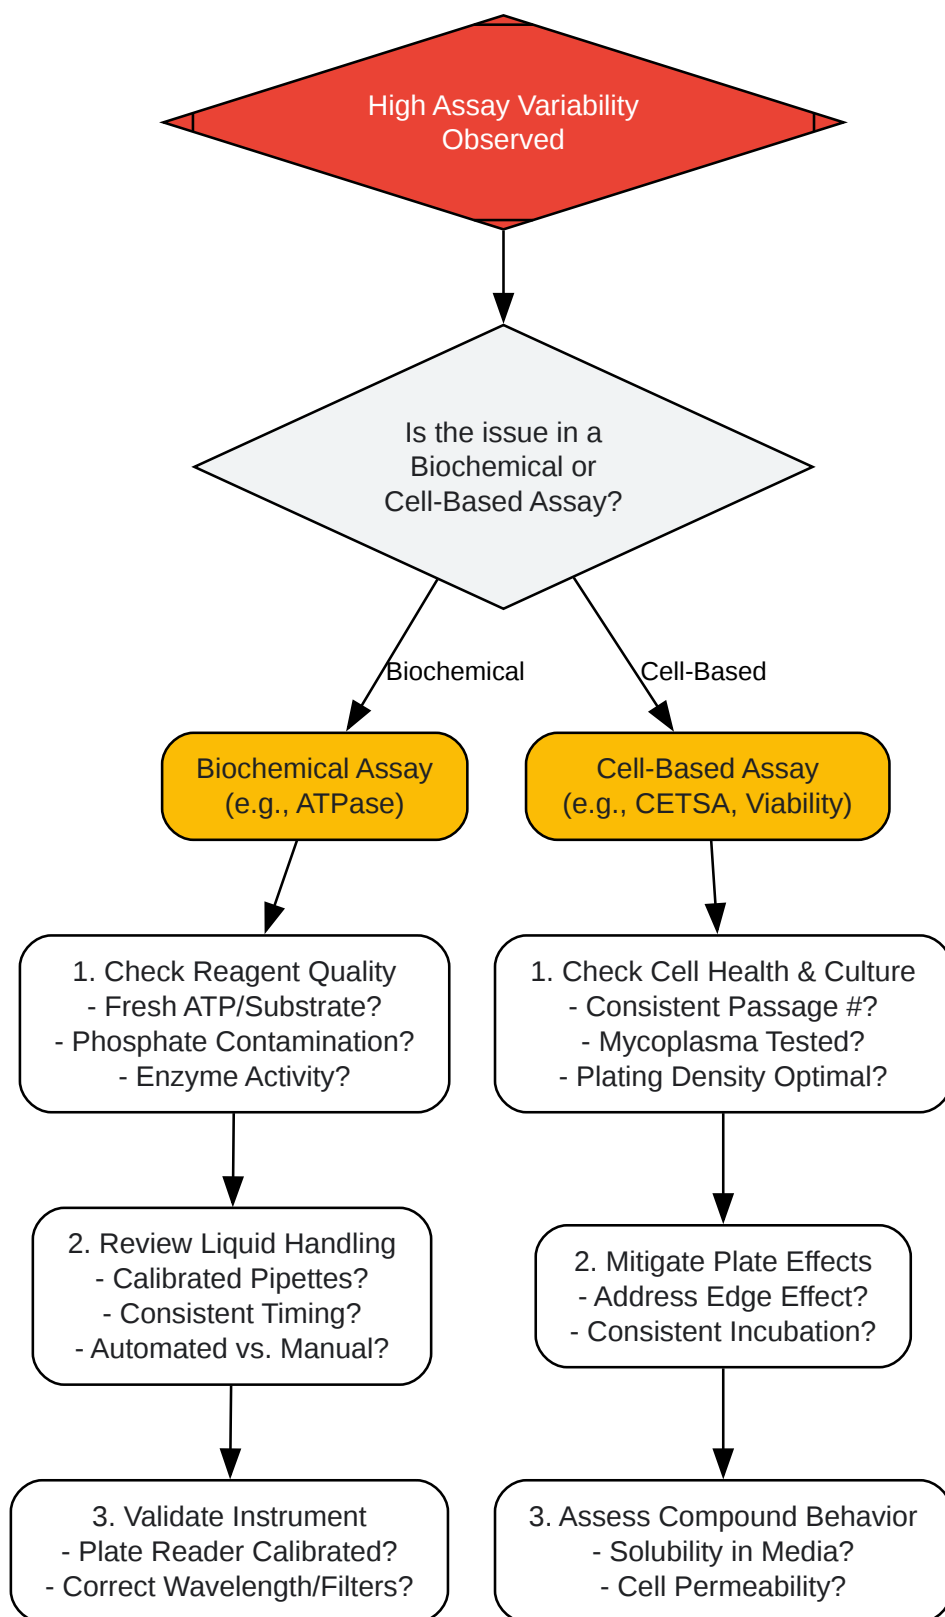 High Assay Variability
Observed
Is the issue in a
Biochemical or
Cell-Based Assay?
Biochemical
Cell-Based
Biochemical Assay
(e.g., ATPase)
Cell-Based Assay
(e.g., CETSA, Viability)
1. Check Reagent Quality
- Fresh ATP/Substrate?
- Phosphate Contamination?
- Enzyme Activity?
1. Check Cell Health & Culture
- Consistent Passage #?
- Mycoplasma Tested?
- Plating Density Optimal?
2. Review Liquid Handling
- Calibrated Pipettes?
- Consistent Timing?
- Automated vs. Manual?
2. Mitigate Plate Effects
- Address Edge Effect?
- Consistent Incubation?
3. Validate Instrument
- Plate Reader Calibrated?
- Correct Wavelength/Filters?
3. Assess Compound Behavior
- Solubility in Media?
- Cell Permeability?